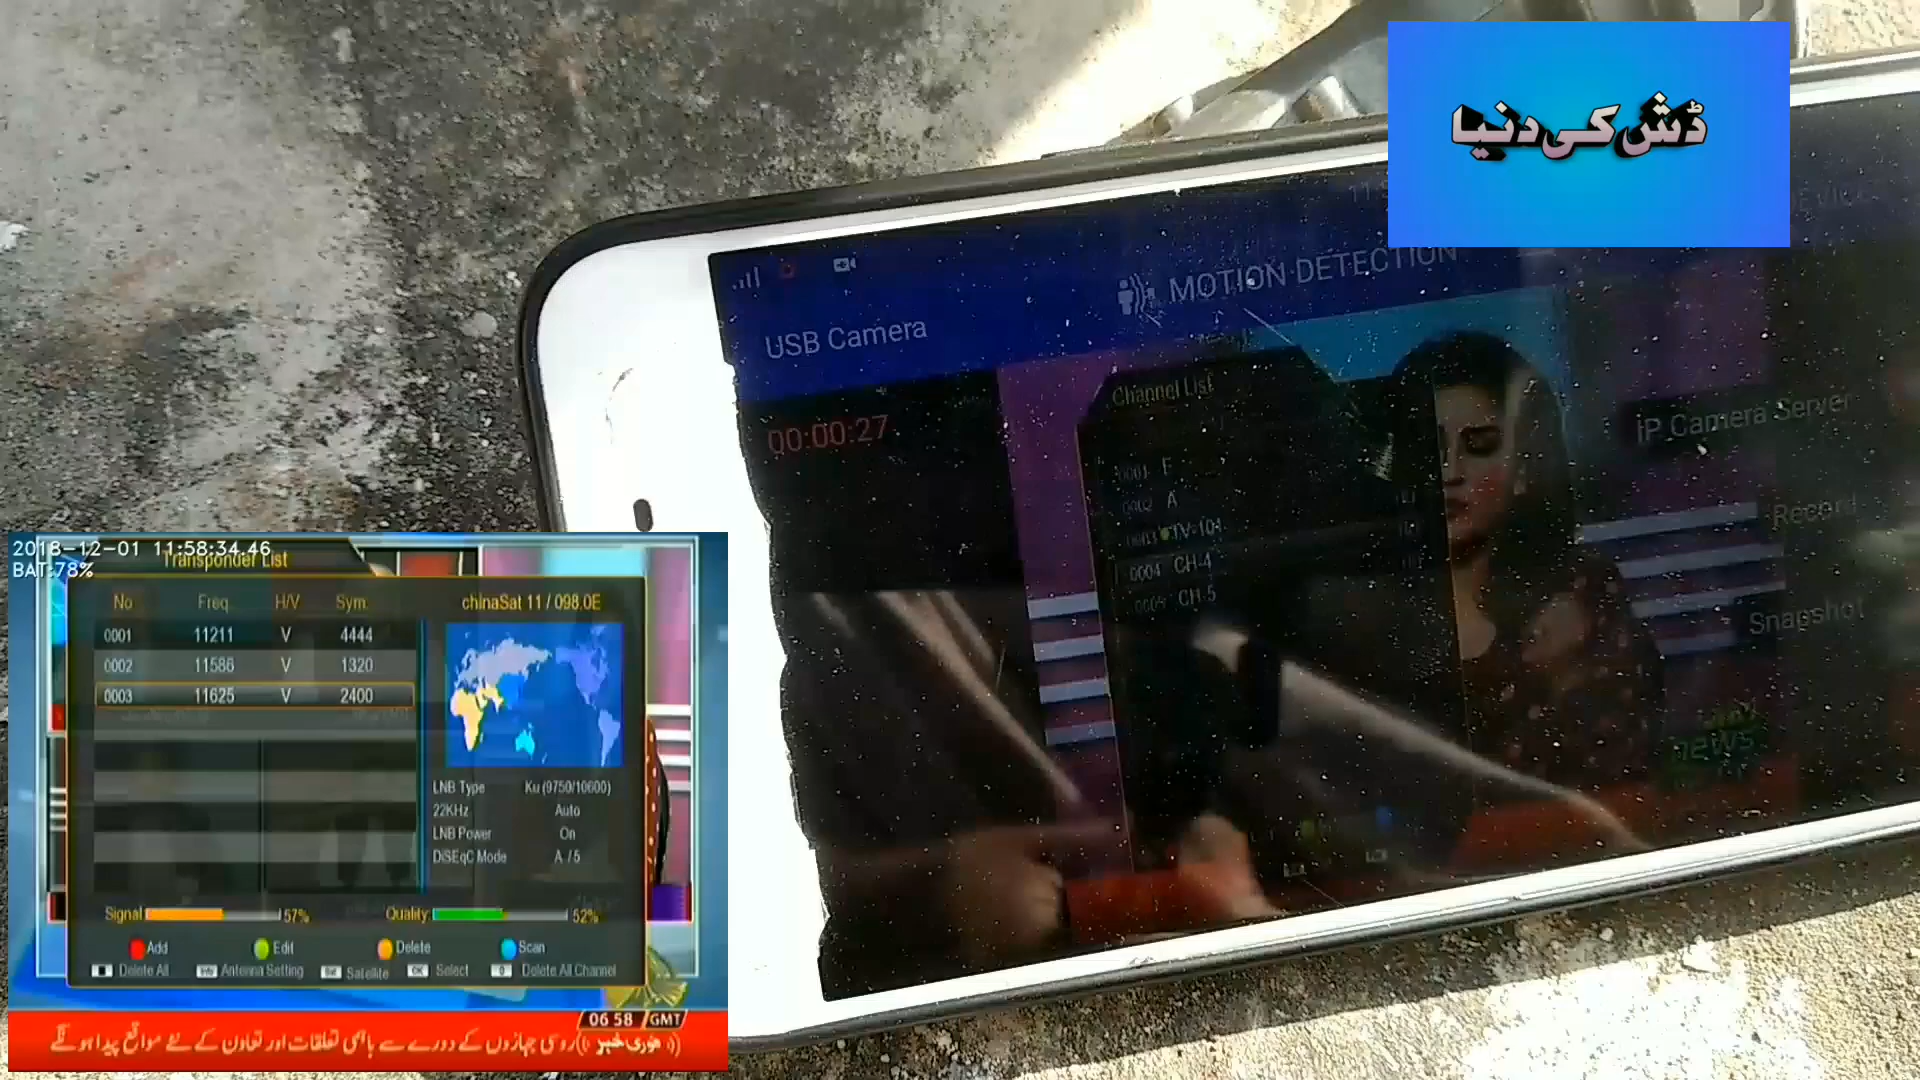 ڈش کی دنیا
MOTION DETECTION
USB Camera
00:00:27
Channel List
0001 E
0002 A
0003 TV-101
0004 CH-4
0005 CH-5
IP Camera Server
Record
Snapshot
news
2018-12-01 11:58:34.46
BAT:78%
Transponder List
No Freq H/V Sym.
chinaSat 11 / 098.0E
0001 11211 V 4444
0002 11586 V 1320
0003 11625 V 2400
LNB Type Ku (9750/10600)
22KHz Auto
LNB Power On
DiSEqC Mode A /5
Signal: 57% Quality: 52%
Add Edit Delete Scan
Delete All Antenna Setting Satellite Select Delete All Channel
06 58 GMT
روسی جہازوں کے دورے سے باہمی تعلقات اور تعاون کے نئے مواقع پیدا ہونگے